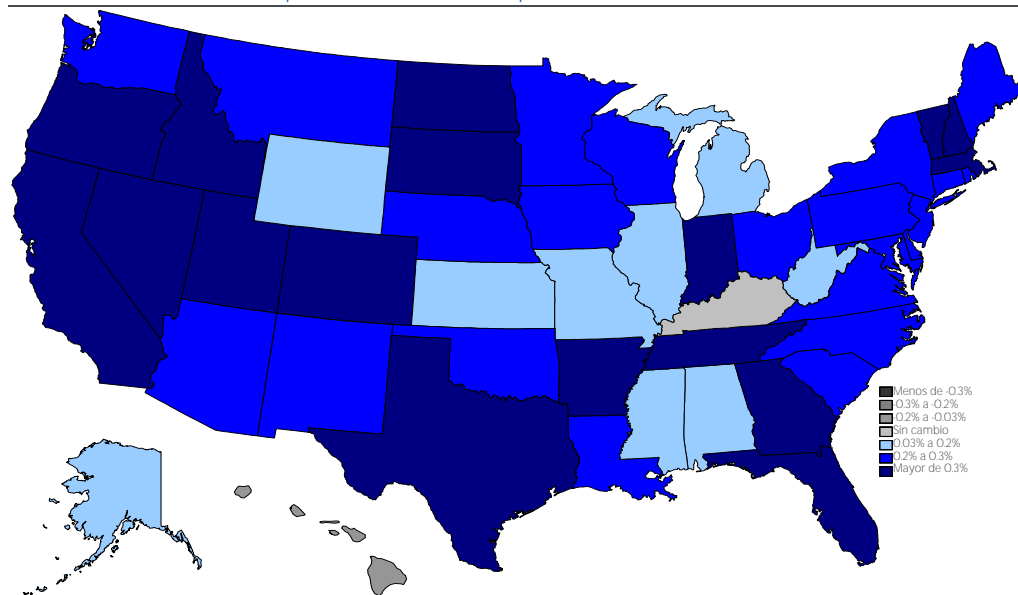 Menos de -0.3%
-0.3% a -0.2%
-0.2% a -0.03%
Sin cambio
0.03% a 0.2%
0.2% a 0.3%
Mayor de 0.3%